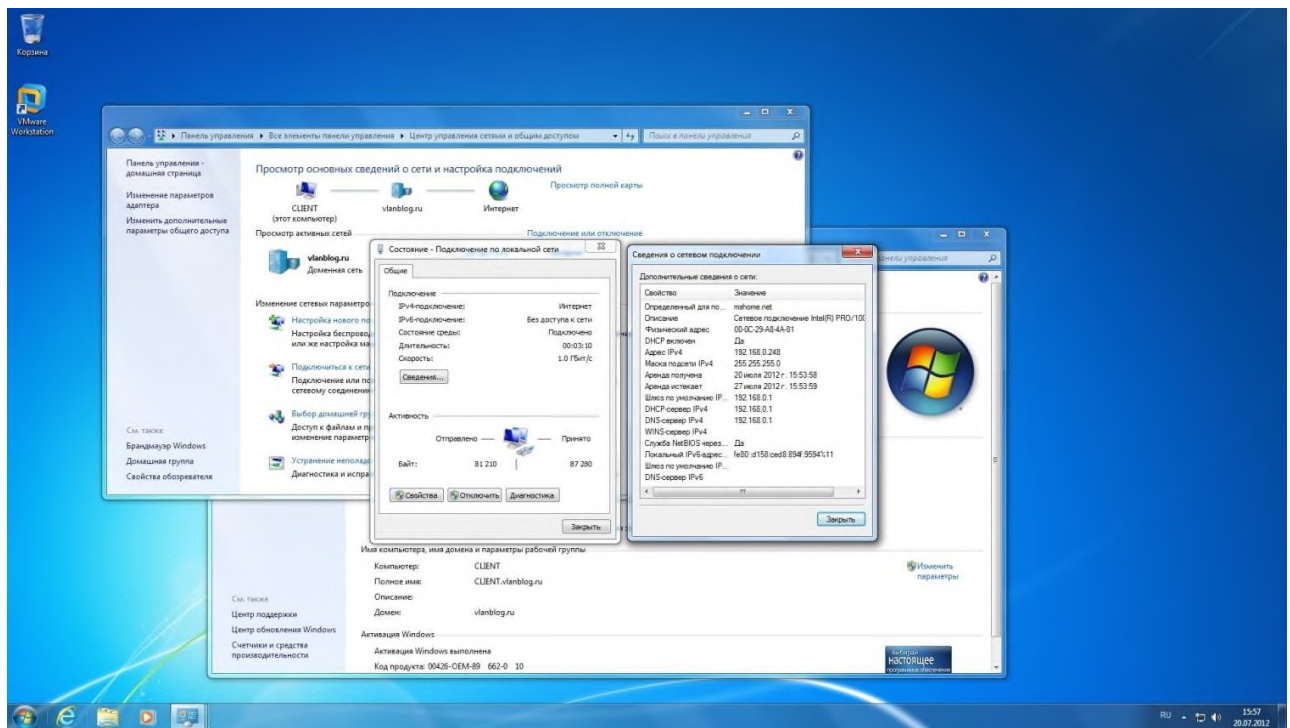 Корзина
VMware
Workstation
Панель управления ▸ Все элементы панели управления ▸ Центр управления сетями и общим доступом
Поиск в панели управления
Панель управления -
домашняя страница
Изменение параметров
адаптера
Изменить дополнительные
параметры общего доступа
См. также
Брандмауэр Windows
Домашняя группа
Свойства обозревателя
Просмотр основных сведений о сети и настройка подключений
Просмотр полной карты
CLIENT
(этот компьютер)
vlanblog.ru
Интернет
Просмотр активных сетей
Подключение или отключение
vlanblog.ru
Доменная сеть
Изменение сетевых парамет
Настройка нового по
Настройка беспровод
или же настройка ма
Подключиться к сети
Подключение или по
сетевому соединени
Выбор домашней гру
Доступ к файлам и п
изменение параметр
Устранение неполад
Диагностика и испра
Состояние - Подключение по локальной сети
Общие
Подключение
IPv4-подключение: Интернет
IPv6-подключение: Без доступа к сети
Состояние среды: Подключено
Длительность: 00:03:10
Скорость: 1.0 Гбит/с
Сведения...
Активность
Отправлено — — Принято
Байт: 81 210 87 280
Свойства
Отключить
Диагностика
Закрыть
Сведения о сетевом подключении
Дополнительные сведения о сети:
Свойство Значение
Определенный для по... mshome.net
Описание Сетевое подключение Intel(R) PRO/100
Физический адрес 00-0C-29-A8-4A-81
DHCP включен Да
Адрес IPv4 192.168.0.248
Маска подсети IPv4 255.255.255.0
Аренда получена 20 июля 2012 г. 15:53:58
Аренда истекает 27 июля 2012 г. 15:53:59
Шлюз по умолчанию IP... 192.168.0.1
DHCP-сервер IPv4 192.168.0.1
DNS-сервер IPv4 192.168.0.1
WINS-сервер IPv4
Служба NetBIOS через... Да
Локальный IPv6-адрес... fe80::d158:ced8:894f:9594%11
Шлюз по умолчанию IP...
DNS-сервер IPv6
Закрыть
анели управления
Имя компьютера, имя домена и параметры рабочей группы
Компьютер: CLIENT
Изменить
параметры
Полное имя: CLIENT.vlanblog.ru
Описание:
Домен: vlanblog.ru
Активация Windows
Активация Windows выполнена
Код продукта: 00426-OEM-89 662-0 10
См. также
Центр поддержки
Центр обновления Windows
Счетчики и средства
производительности
Выбирай
настоящее
программное обеспечение
RU
15:57
20.07.2012